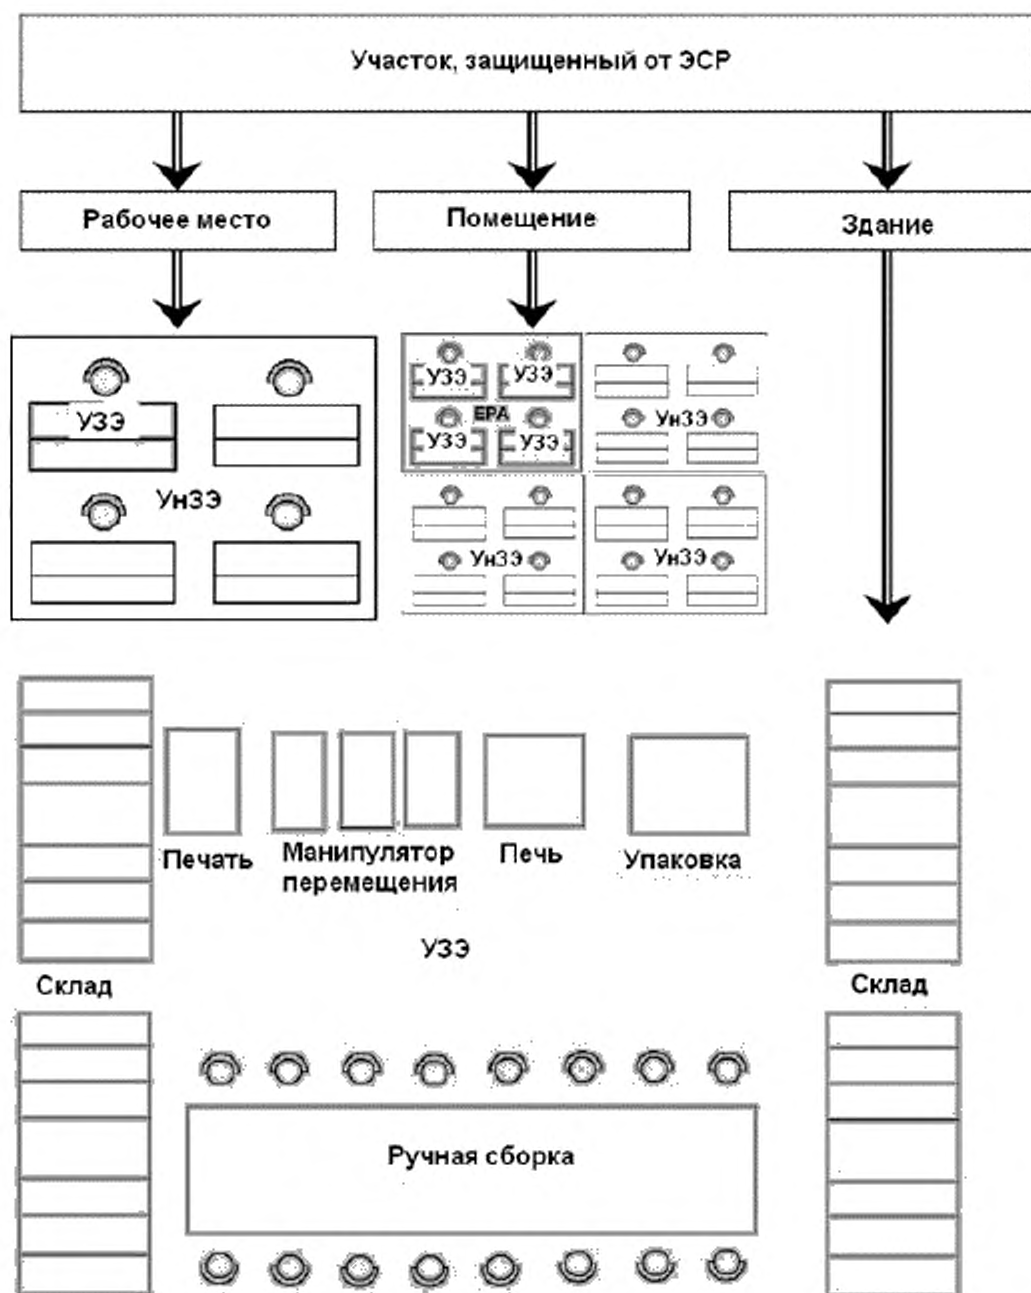 Участок, защищенный от ЭСР
Рабочее место
Помещение
Здание
УЗЭ
УнЗЭ
УЗЭ
УЗЭ
EPA
УЗЭ
УЗЭ
УнЗЭ
УнЗЭ
УнЗЭ
Печать
Манипулятор
перемещения
Печь
Упаковка
УЗЭ
Склад
Склад
Ручная сборка